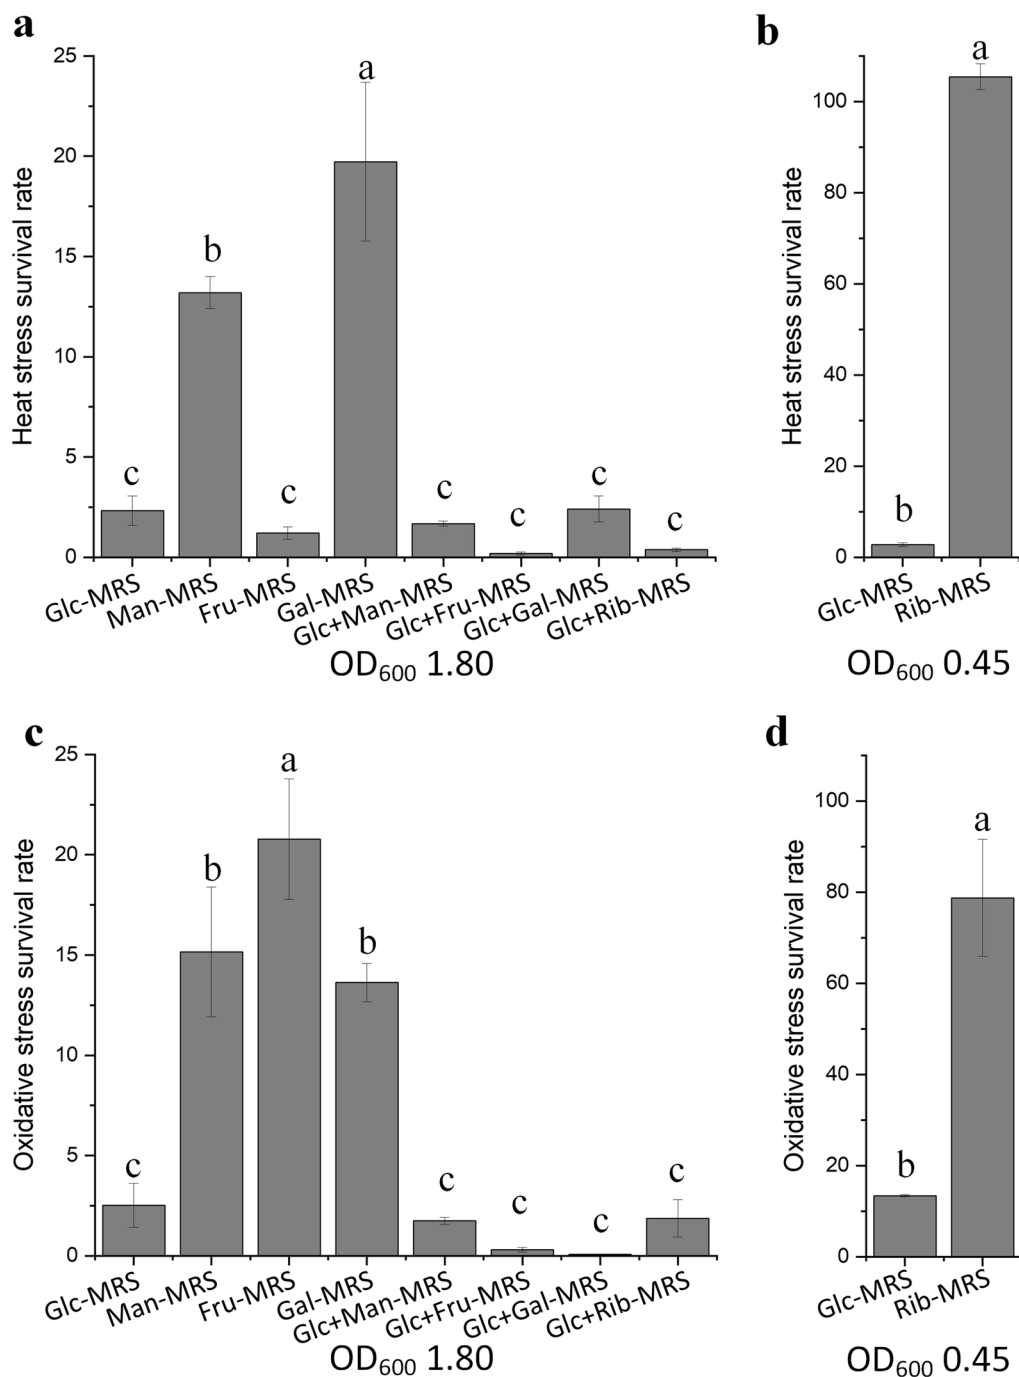 a
Heat stress survival rate
25
20
15
10
5
0
c
b
c
a
c
c
c
c
Glc-MRS
Man-MRS
Fru-MRS
Gal-MRS
Glc+Man-MRS
Glc+Fru-MRS
Glc+Gal-MRS
Glc+Rib-MRS
OD600 1.80
b
Heat stress survival rate
100
80
60
40
20
0
b
a
Glc-MRS
Rib-MRS
OD600 0.45
c
Oxidative stress survival rate
25
20
15
10
5
0
c
b
a
b
c
c
c
c
Glc-MRS
Man-MRS
Fru-MRS
Gal-MRS
Glc+Man-MRS
Glc+Fru-MRS
Glc+Gal-MRS
Glc+Rib-MRS
OD600 1.80
d
Oxidative stress survival rate
100
80
60
40
20
0
b
a
Glc-MRS
Rib-MRS
OD600 0.45